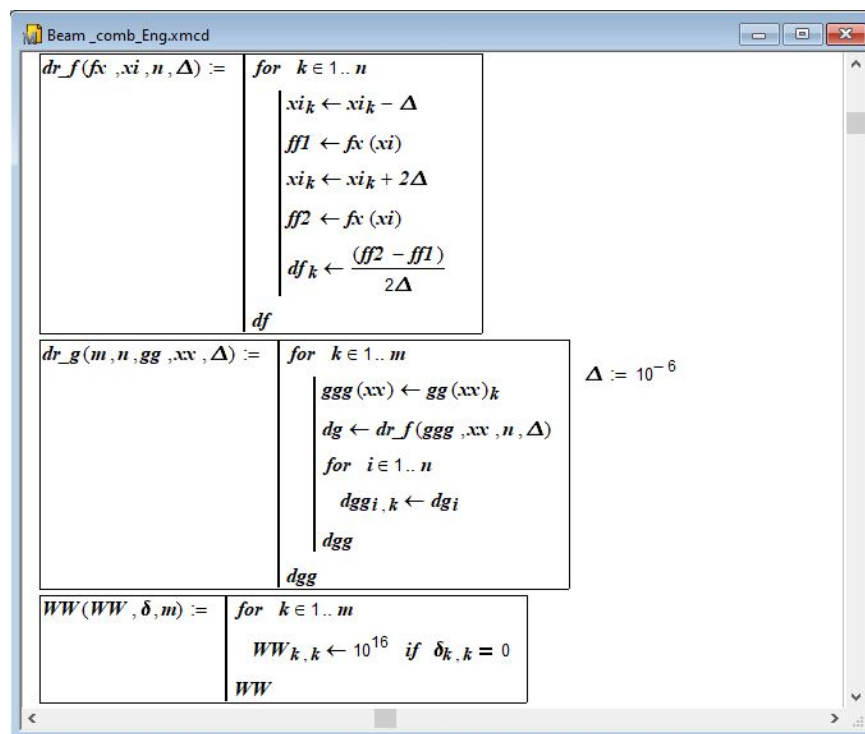 Beam _comb_Eng.xmcd
dr_f(fx ,xi ,n ,Δ) := for k ∈ 1.. n
xi_k ← xi_k − Δ
ff1 ← fx (xi)
xi_k ← xi_k + 2Δ
ff2 ← fx (xi)
df_k ← (ff2 − ff1) / 2Δ
df
dr_g(m ,n ,gg ,xx ,Δ) := for k ∈ 1.. m
Δ := 10^−6
ggg (xx) ← gg (xx)_k
dg ← dr_f(ggg ,xx ,n ,Δ)
for i ∈ 1.. n
dgg_i , k ← dg_i
dgg
dgg
WW(WW ,δ ,m) := for k ∈ 1.. m
WW_k , k ← 10^16 if δ_k , k = 0
WW